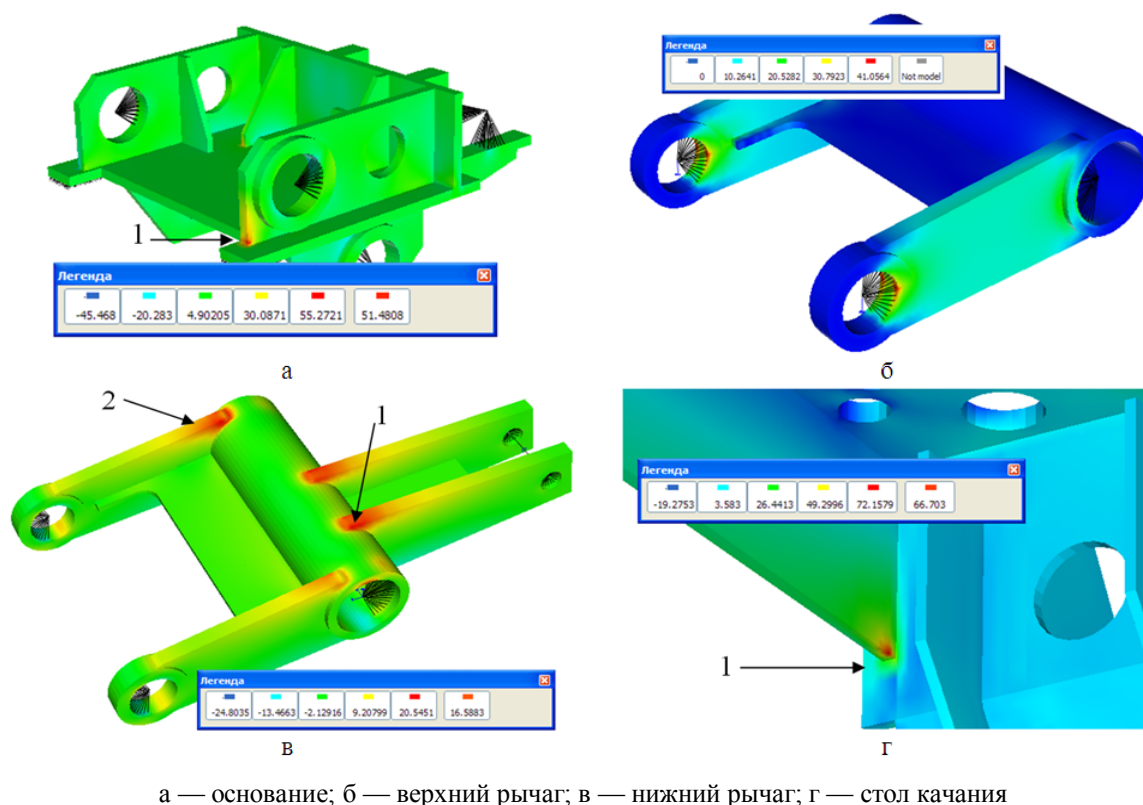 Легенда
0 10.2641 20.5282 30.7923 41.0564 Not model
1
Легенда
-45.468 -20.283 4.90205 30.0871 55.2721 51.4808
а
б
2
1
Легенда
-19.2753 3.583 26.4413 49.2996 72.1579 66.703
1
Легенда
-24.8035 -13.4663 -2.12916 9.20799 20.5451 16.5883
в
г
а — основание; б — верхний рычаг; в — нижний рычаг; г — стол качания